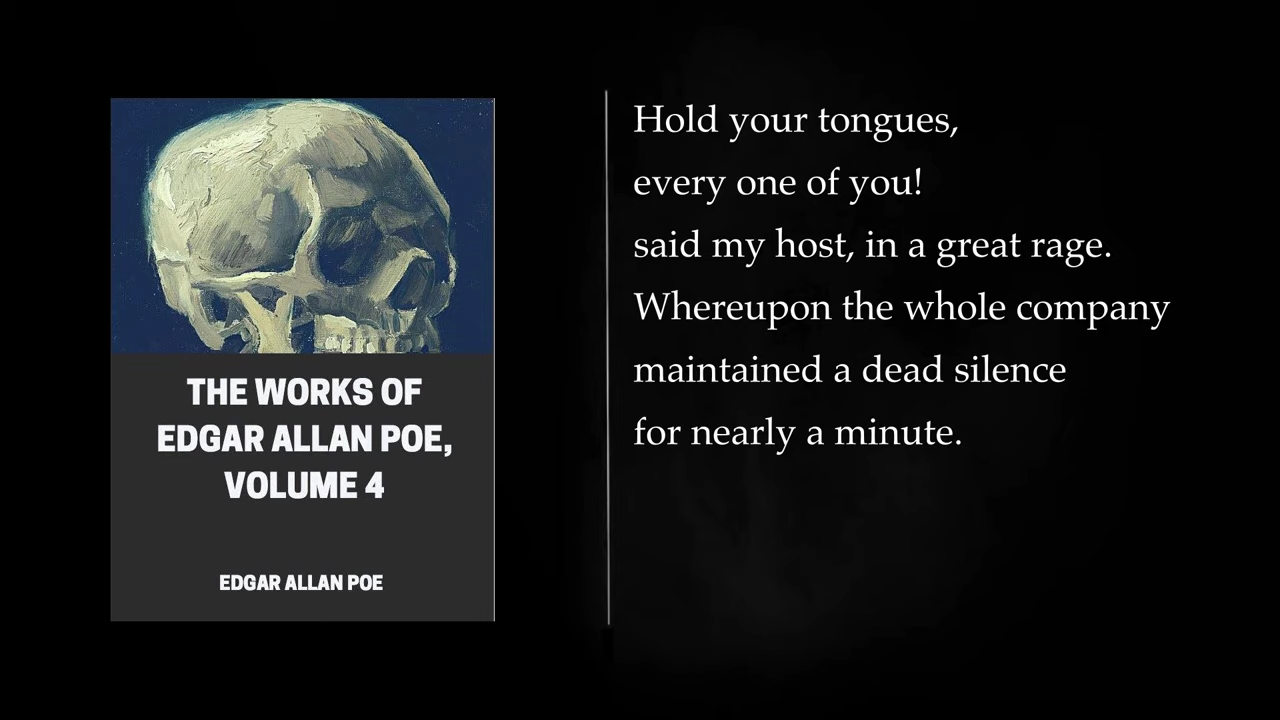 THE WORKS OF
EDGAR ALLAN POE,
VOLUME 4
EDGAR ALLAN POE
Hold your tongues,
every one of you!
said my host, in a great rage.
Whereupon the whole company
maintained a dead silence
for nearly a minute.